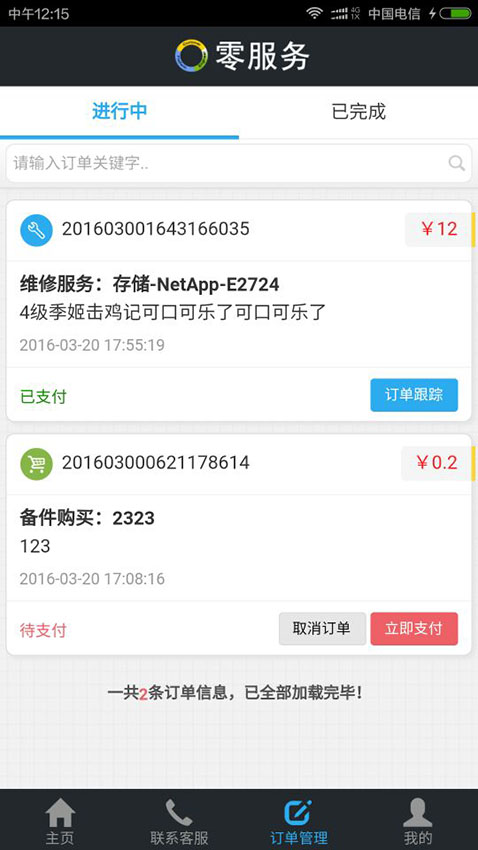 中午12:15
4G
1X
中国电信
零服务
进行中
已完成
请输入订单关键字..
201603001643166035
￥12
维修服务：存储-NetApp-E2724
4级季姬击鸡记可口可乐了可口可乐了
2016-03-20 17:55:19
已支付
订单跟踪
201603000621178614
￥0.2
备件购买：2323
123
2016-03-20 17:08:16
待支付
取消订单
立即支付
一共2条订单信息，已全部加载完毕!
主页
联系客服
订单管理
我的